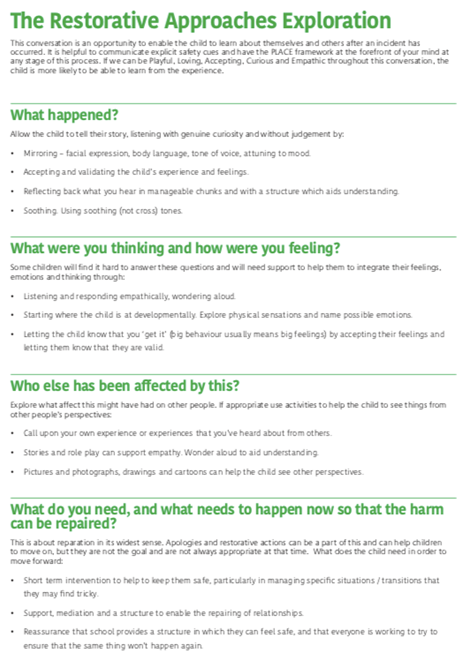 The Restorative Approaches Exploration
This conversation is an opportunity to enable the child to learn about themselves and others after an incident has
occurred. It is helpful to communicate explicit safety cues and have the PLACE framework at the forefront of your mind at
any stage of this process. If we can be Playful, Loving, Accepting, Curious and Empathic throughout this conversation, the
child is more likely to be able to learn from the experience.
What happened?
Allow the child to tell their story, listening with genuine curiosity and without judgement by:
• Mirroring – facial expression, body language, tone of voice, attuning to mood.
• Accepting and validating the child's experience and feelings.
• Reflecting back what you hear in manageable chunks and with a structure which aids understanding.
• Soothing. Using soothing (not cross) tones.
What were you thinking and how were you feeling?
Some children will find it hard to answer these questions and will need support to help them to integrate their feelings,
emotions and thinking through:
• Listening and responding empathically, wondering aloud.
• Starting where the child is at developmentally. Explore physical sensations and name possible emotions.
• Letting the child know that you 'get it' (big behaviour usually means big feelings) by accepting their feelings and
letting them know that they are valid.
Who else has been affected by this?
Explore what affect this might have had on other people. If appropriate use activities to help the child to see things from
other people's perspectives:
• Call upon your own experience or experiences that you've heard about from others.
• Stories and role play can support empathy. Wonder aloud to aid understanding.
• Pictures and photographs, drawings and cartoons can help the child see other perspectives.
What do you need, and what needs to happen now so that the harm
can be repaired?
This is about reparation in its widest sense. Apologies and restorative actions can be a part of this and can help children
to move on, but they are not the goal and are not always appropriate at that time. What does the child need in order to
move forward:
• Short term intervention to help to keep them safe, particularly in managing specific situations / transitions that
they may find tricky.
• Support, mediation and a structure to enable the repairing of relationships.
• Reassurance that school provides a structure in which they can feel safe, and that everyone is working to try to
ensure that the same thing won't happen again.